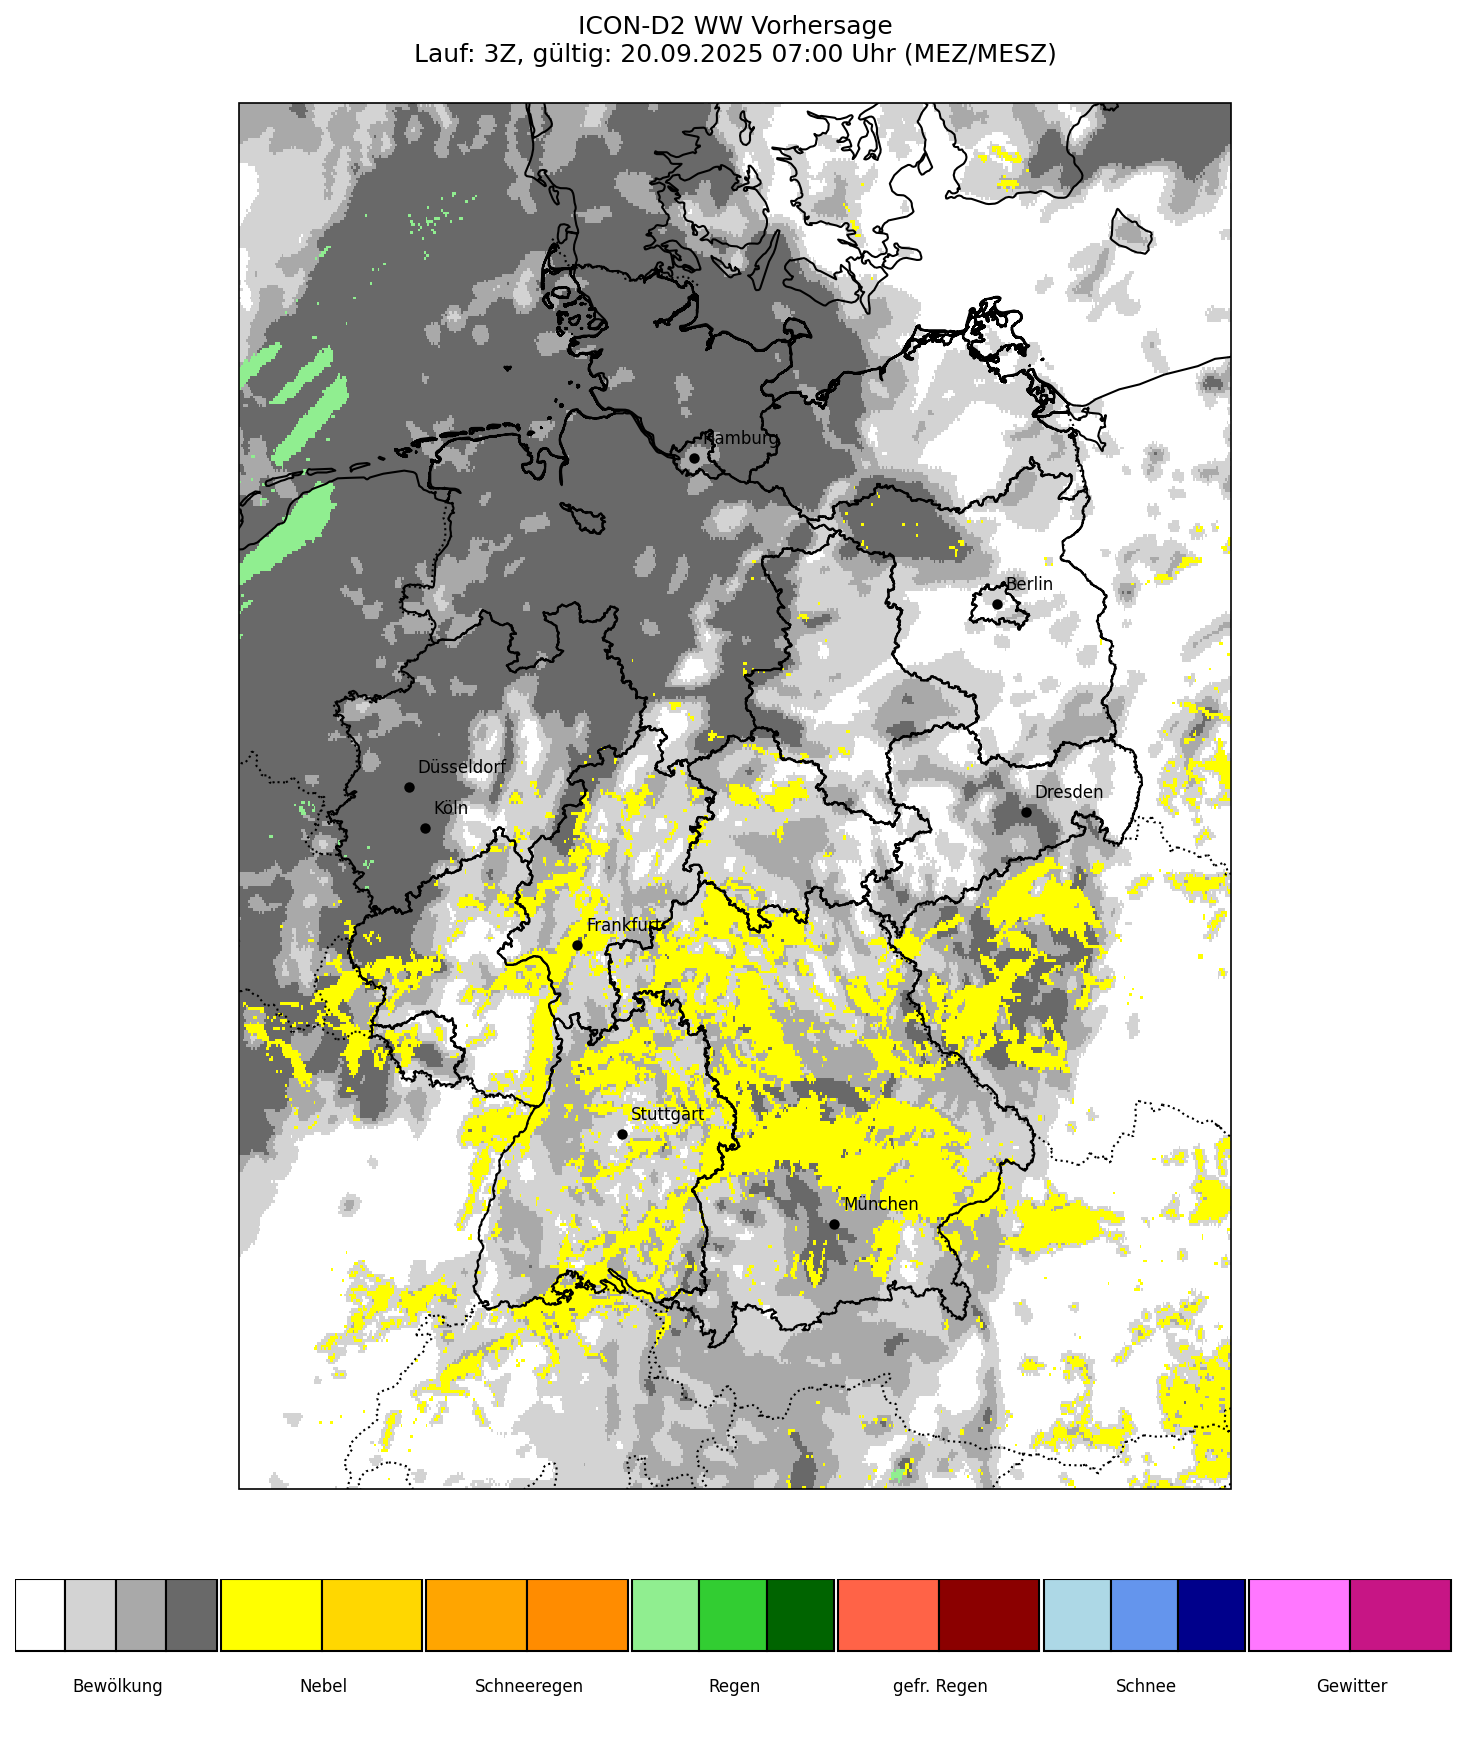 ICON-D2 WW Vorhersage
Lauf: 3Z, gültig: 20.09.2025 07:00 Uhr (MEZ/MESZ)
Hamburg
Berlin
Düsseldorf
Dresden
Köln
Frankfurt
Stuttgart
München
Bewölkung
Nebel
Schneeregen
Regen
gefr. Regen
Schnee
Gewitter